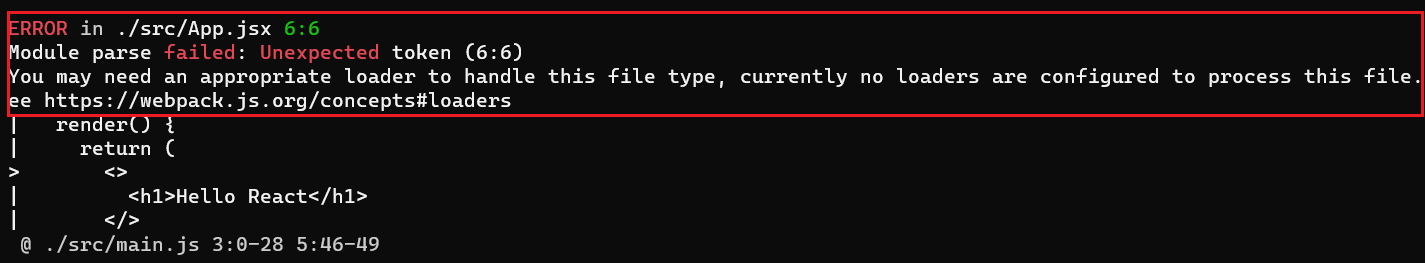 ERROR in ./src/App.jsx 6:6
Module parse failed: Unexpected token (6:6)
You may need an appropriate loader to handle this file type, currently no loaders are configured to process this file.
ee https://webpack.js.org/concepts#loaders
|   render() {
|     return (
>       <>
|         <h1>Hello React</h1>
|       </>
 @ ./src/main.js 3:0-28 5:46-49